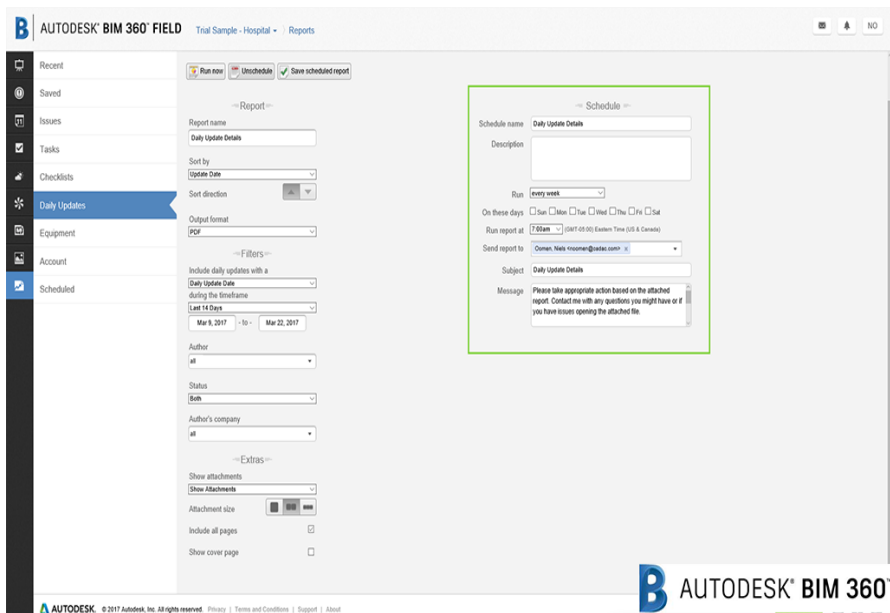 AUTODESK® BIM 360™ FIELD
Trial Sample - Hospital
Reports
NO
Recent
Saved
Issues
Tasks
Checklists
Daily Updates
Equipment
Account
Scheduled
Run now
Unschedule
Save scheduled report
Report
Report name
Daily Update Details
Sort by
Update Date
Sort direction
Output format
PDF
Filters
Include daily updates with a
Daily Update Date
during the timeframe
Last 14 Days
Mar 9, 2017 - to - Mar 22, 2017
Author
all
Status
Both
Author's company
all
Extras
Show attachments
Show Attachments
Attachment size
Include all pages
Show cover page
Schedule
Schedule name Daily Update Details
Description
Run every week
On these days Sun Mon Tue Wed Thu Fri Sat
Run report at 7:00am (GMT-05:00) Eastern Time (US & Canada)
Send report to Oomen, Niels <noomen@cadac.com> x
Subject Daily Update Details
Message Please take appropriate action based on the attached
report. Contact me with any questions you might have or if
you have issues opening the attached file.
AUTODESK. © 2017 Autodesk, Inc. All rights reserved. Privacy | Terms and Conditions | Support | About
AUTODESK® BIM 360™